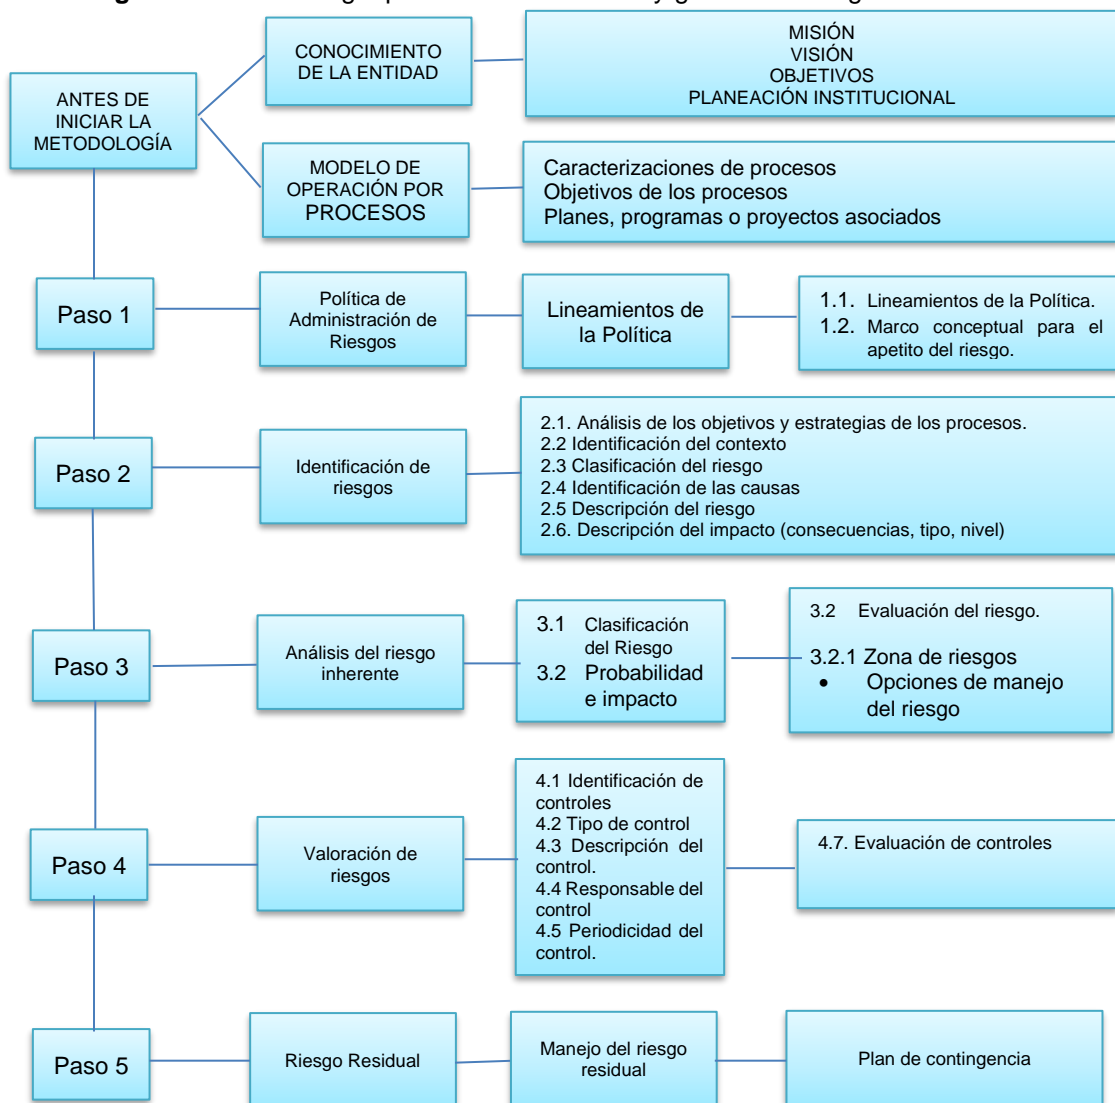 CONOCIMIENTO
DE LA ENTIDAD
MISIÓN
VISIÓN
OBJETIVOS
PLANEACIÓN INSTITUCIONAL
ANTES DE
INICIAR LA
METODOLOGÍA
MODELO DE
OPERACIÓN POR
PROCESOS
Caracterizaciones de procesos
Objetivos de los procesos
Planes, programas o proyectos asociados
Paso 1
Política de
Administración de
Riesgos
Lineamientos de
la Política
1.1. Lineamientos de la Política.
1.2. Marco conceptual para el
apetito del riesgo.
Paso 2
Identificación de
riesgos
2.1. Análisis de los objetivos y estrategias de los procesos.
2.2 Identificación del contexto
2.3 Clasificación del riesgo
2.4 Identificación de las causas
2.5 Descripción del riesgo
2.6. Descripción del impacto (consecuencias, tipo, nivel)
Paso 3
Análisis del riesgo
inherente
3.1 Clasificación
del Riesgo
3.2 Probabilidad
e impacto
3.2 Evaluación del riesgo.
3.2.1 Zona de riesgos
• Opciones de manejo
del riesgo
Paso 4
Valoración de
riesgos
4.1 Identificación de
controles
4.2 Tipo de control
4.3 Descripción del
control.
4.4 Responsable del
control
4.5 Periodicidad del
control.
4.7. Evaluación de controles
Paso 5
Riesgo Residual
Manejo del riesgo
residual
Plan de contingencia